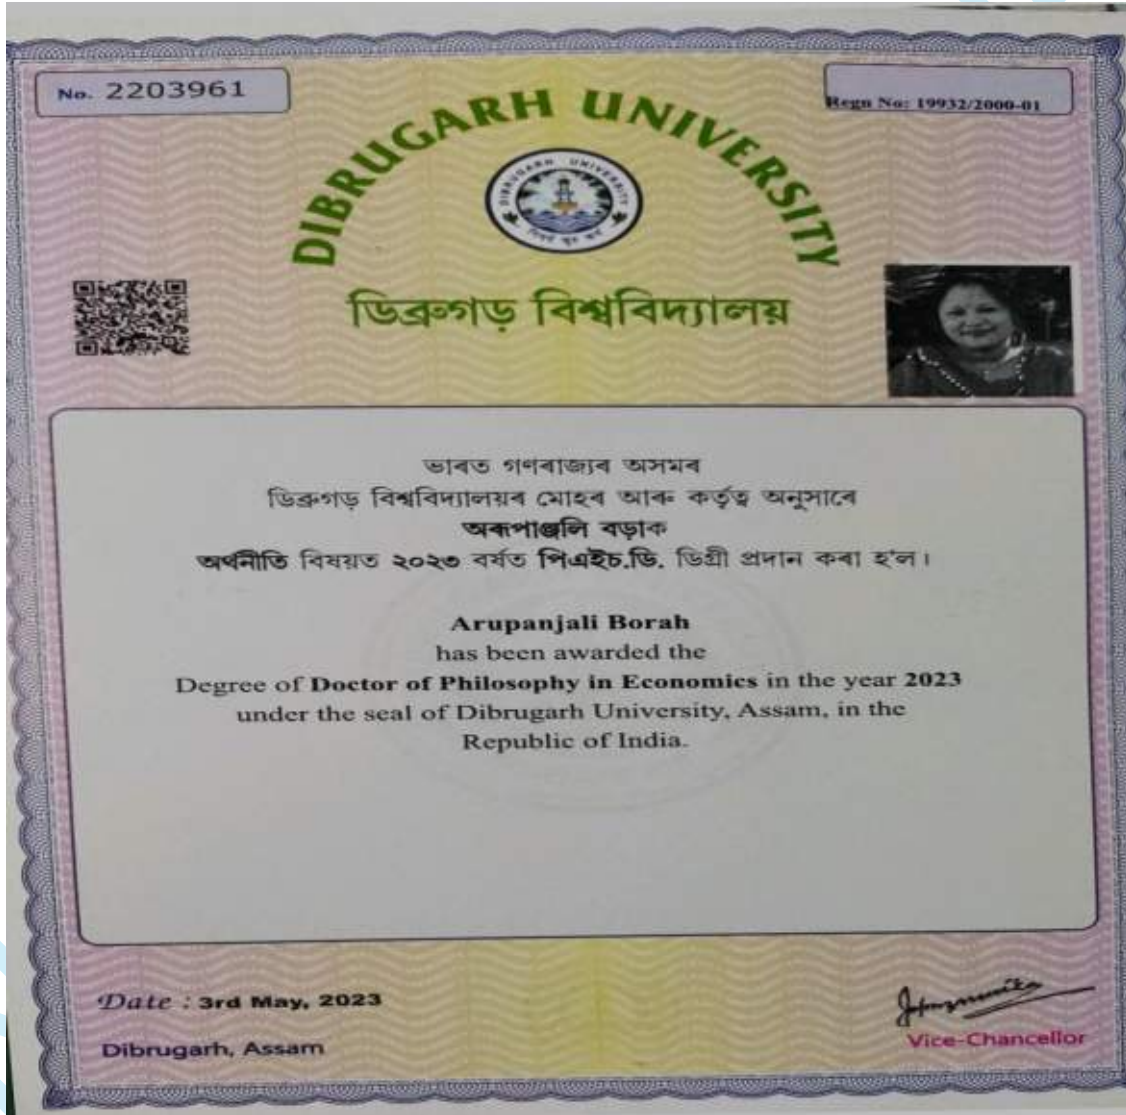 No. 2203961
Regn No: 19932/2000-01
DIBRUGARH UNIVERSITY
DIBRUGARH UNIVERSITY
ডিব্ৰুগড় বিশ্ববিদ্যালয়
ভাৰত গণৰাজ্যৰ অসমৰ
ডিব্ৰুগড় বিশ্ববিদ্যালয়ৰ মোহৰ আৰু কৰ্তৃত্ব অনুসাৰে
অৰূপাঞ্জলি বড়াক
অৰ্থনীতি বিষয়ত ২০২৩ বৰ্ষত পিএইচ.ডি. ডিগ্ৰী প্ৰদান কৰা হ'ল।
Arupanjali Borah
has been awarded the
Degree of Doctor of Philosophy in Economics in the year 2023
under the seal of Dibrugarh University, Assam, in the
Republic of India.
Date : 3rd May, 2023
Dibrugarh, Assam
Vice-Chancellor